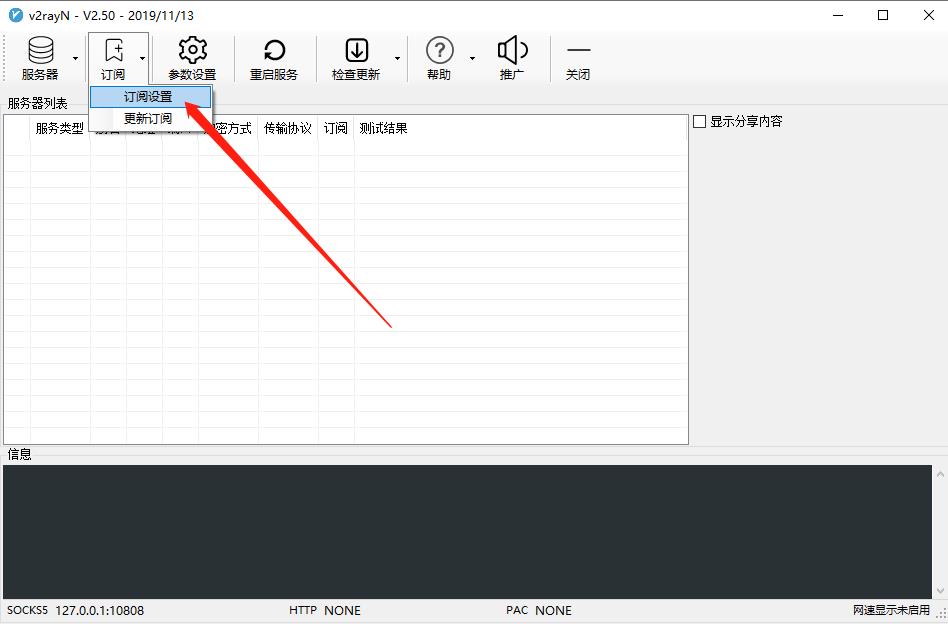 v2rayN - V2.50 - 2019/11/13
服务器 订阅 参数设置 重启服务 检查更新 帮助 推广 关闭
订阅设置
更新订阅
服务器列表
服务类型 密方式 传输协议 订阅 测试结果
显示分享内容
信息
SOCKS5 127.0.0.1:10808 HTTP NONE PAC NONE 网速显示未启用